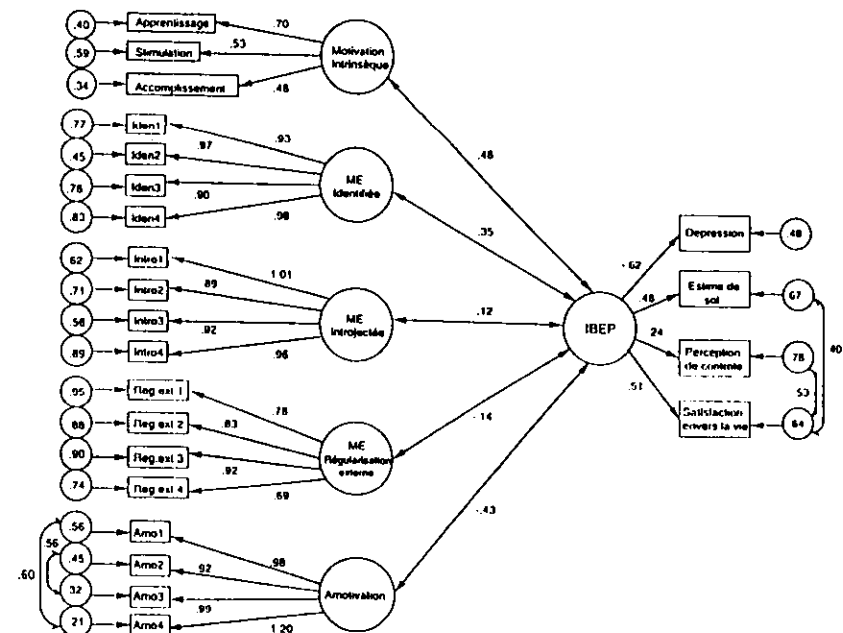 .40
Apprentissage
.70
.59
Stimulation
.53
.34
Accomplissement
.48
Motivation
Intrinsèque
.77
Iden1
.93
.45
Iden2
.97
.76
Iden3
.90
.83
Iden4
.98
ME
Identifiée
.62
Intro1
1.01
.71
Intro2
.89
.56
Intro3
.92
.89
Intro4
.96
ME
Introjectée
.95
Reg ext 1
.78
.88
Reg ext 2
.83
.90
Reg.ext 3
.92
.74
Reg ext 4
.69
ME
Régularisation
externe
.56
Amo1
.98
.45
Amo2
.92
.32
Amo3
.99
.21
Amo4
1.20
.56
.60
Amotivation
.48
.35
.12
-.14
-.43
IBEP
-.62
Depression
.48
.48
Estime de
soi
.67
.24
Perception
de controle
.78
.51
Satisfaction
envers la vie
.64
.53
.40